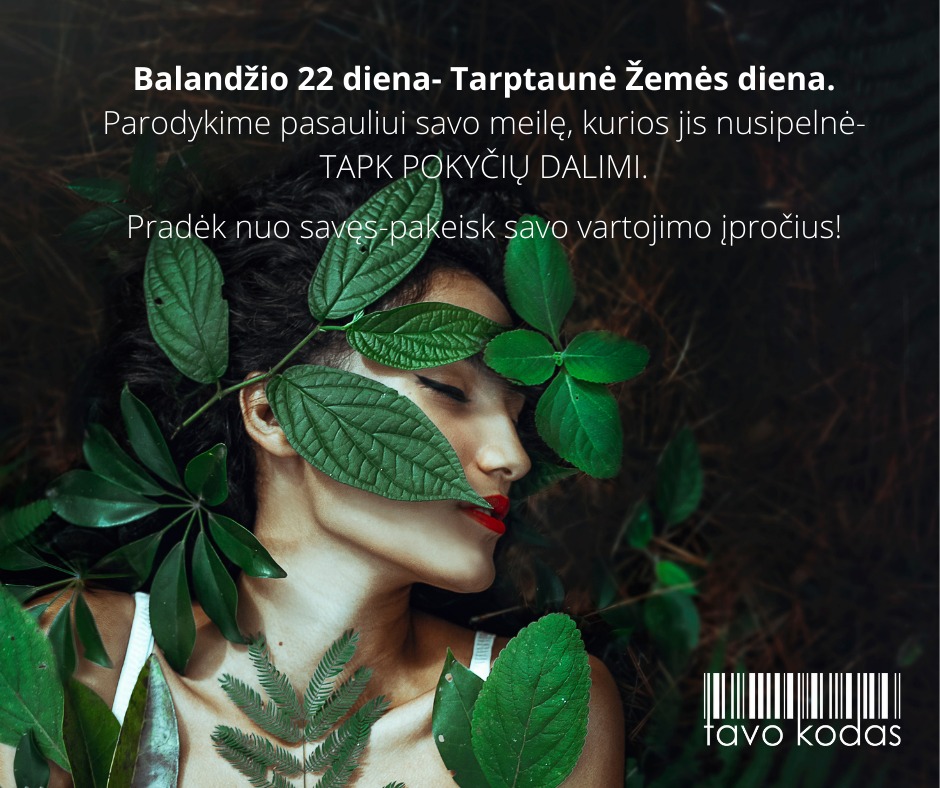 Balandžio 22 diena- Tarptaunė Žemės diena.
Parodykime pasauliui savo meilę, kurios jis nusipelnė-
TAPK POKYČIŲ DALIMI.
Pradėk nuo savęs-pakeisk savo vartojimo įpročius!
tavo kodas